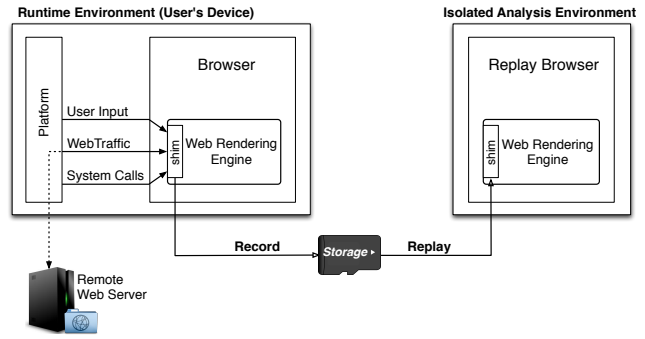 Runtime Environment (User's Device)
Isolated Analysis Environment
Platform
Browser
User Input
WebTraffic
System Calls
shim
Web Rendering
Engine
Replay Browser
shim
Web Rendering
Engine
Record
Storage
Replay
Remote
Web Server